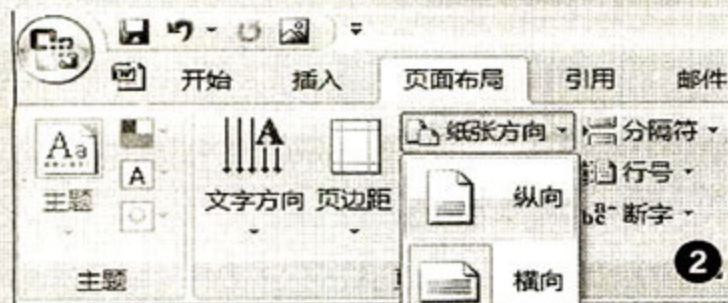 开始 插入 页面布局 引用 邮件
Aa 纸张方向 分隔符
A 行号
主题 文字方向 页边距 纵向 断字
主题 横向 2